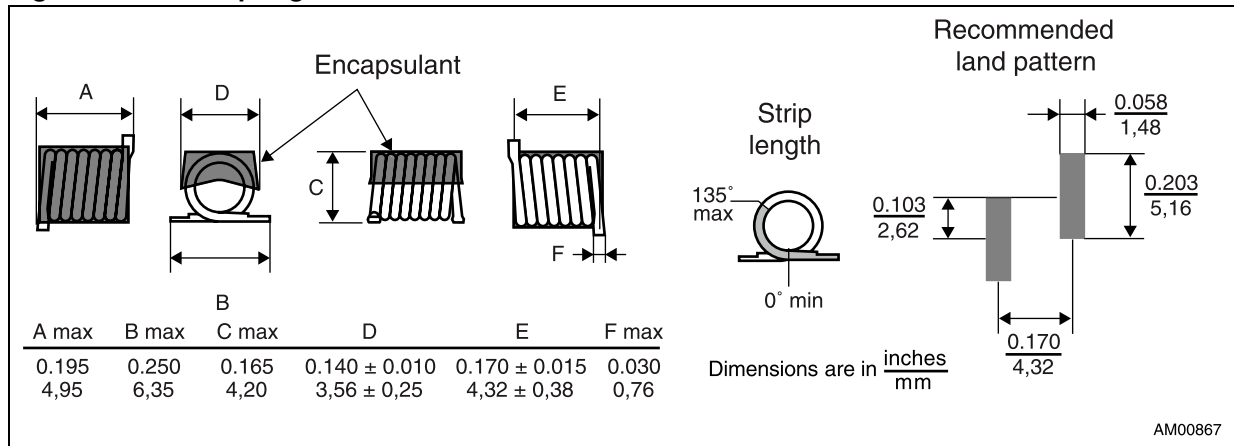 Encapsulant
A
D
C
E
F
B
A max B max C max D E F max
0.195 0.250 0.165 0.140 ± 0.010 0.170 ± 0.015 0.030
4,95 6,35 4,20 3,56 ± 0,25 4,32 ± 0,38 0,76
Strip
length
135°
max
0° min
Recommended
land pattern
0.058
1,48
0.103
2,62
0.203
5,16
0.170
4,32
Dimensions are in inches
mm
AM00867